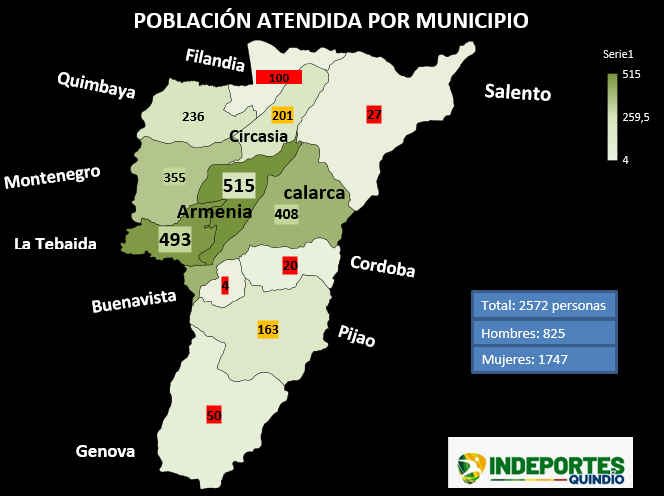 POBLACIÓN ATENDIDA POR MUNICIPIO
Filandia
Serie1
100
515
Quimbaya
Salento
236
201
27
259,5
Circasia
4
Montenegro
355
515
calarca
Armenia
408
La Tebaida
493
20
Cordoba
4
Buenavista
Total: 2572 personas
163
Pijao
Hombres: 825
Mujeres: 1747
50
Genova
INDEPORTES
QUINDÍO